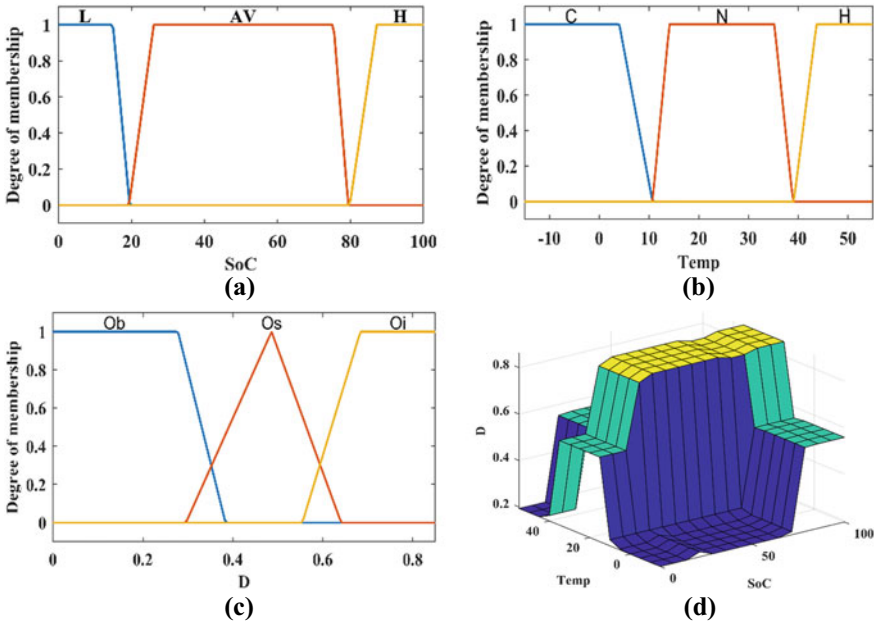 L AV H
1
0.8
0.6
0.4
0.2
0
Degree of membership
0 20 40 60 80 100
SoC
(a)
C N H
1
0.8
0.6
0.4
0.2
0
Degree of membership
-10 0 10 20 30 40 50
Temp
(b)
Ob Os Oi
1
0.8
0.6
0.4
0.2
0
Degree of membership
0 0.2 0.4 0.6 0.8
D
(c)
0.8
0.6
0.4
0.2
D
40
20
0
Temp
0
50
100
SoC
(d)